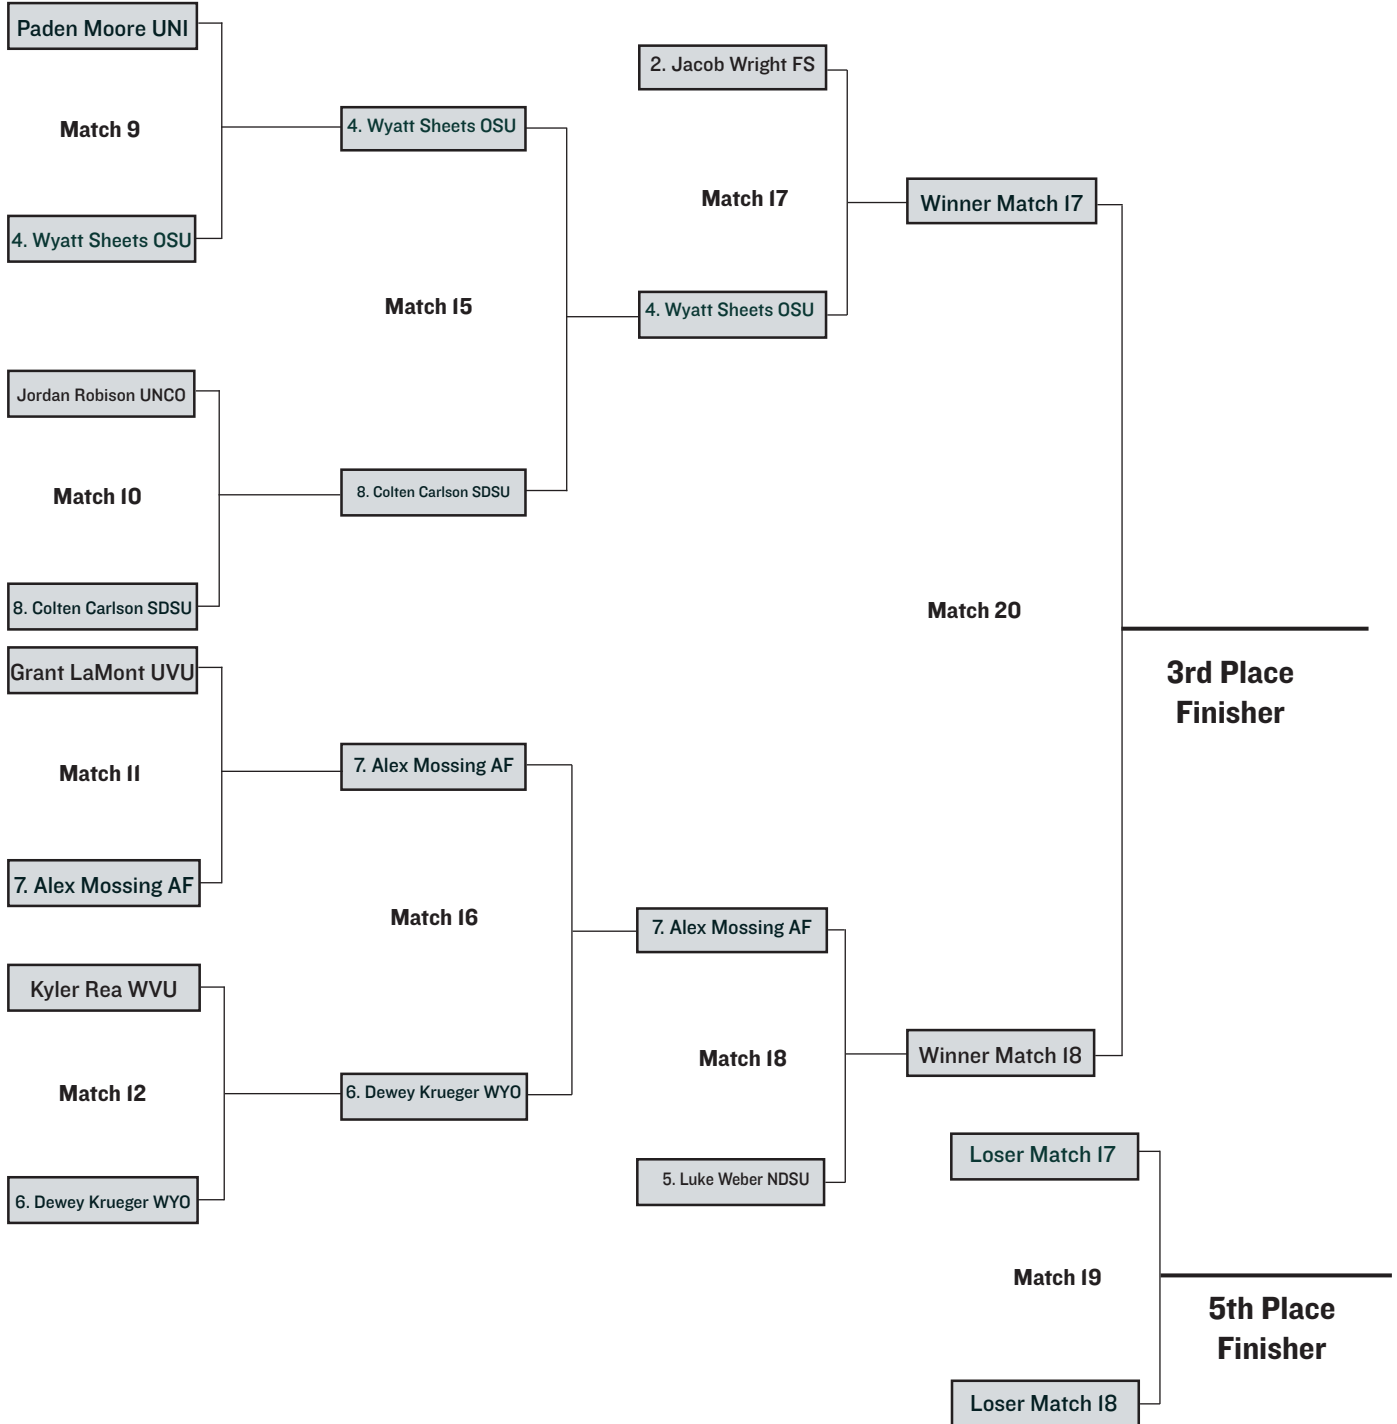 Paden Moore UNI
2. Jacob Wright FS
4. Wyatt Sheets OSU
Match 9
Match 17
Winner Match 17
4. Wyatt Sheets OSU
Match 15
4. Wyatt Sheets OSU
Jordan Robison UNCO
Match 10
8. Colten Carlson SDSU
8. Colten Carlson SDSU
Match 20
Grant LaMont UVU
3rd Place
Finisher
Match 11
7. Alex Mossing AF
7. Alex Mossing AF
Match 16
7. Alex Mossing AF
Kyler Rea WVU
Match 18
Winner Match 18
Match 12
6. Dewey Krueger WYO
Loser Match 17
5. Luke Weber NDSU
6. Dewey Krueger WYO
Match 19
5th Place
Finisher
Loser Match 18